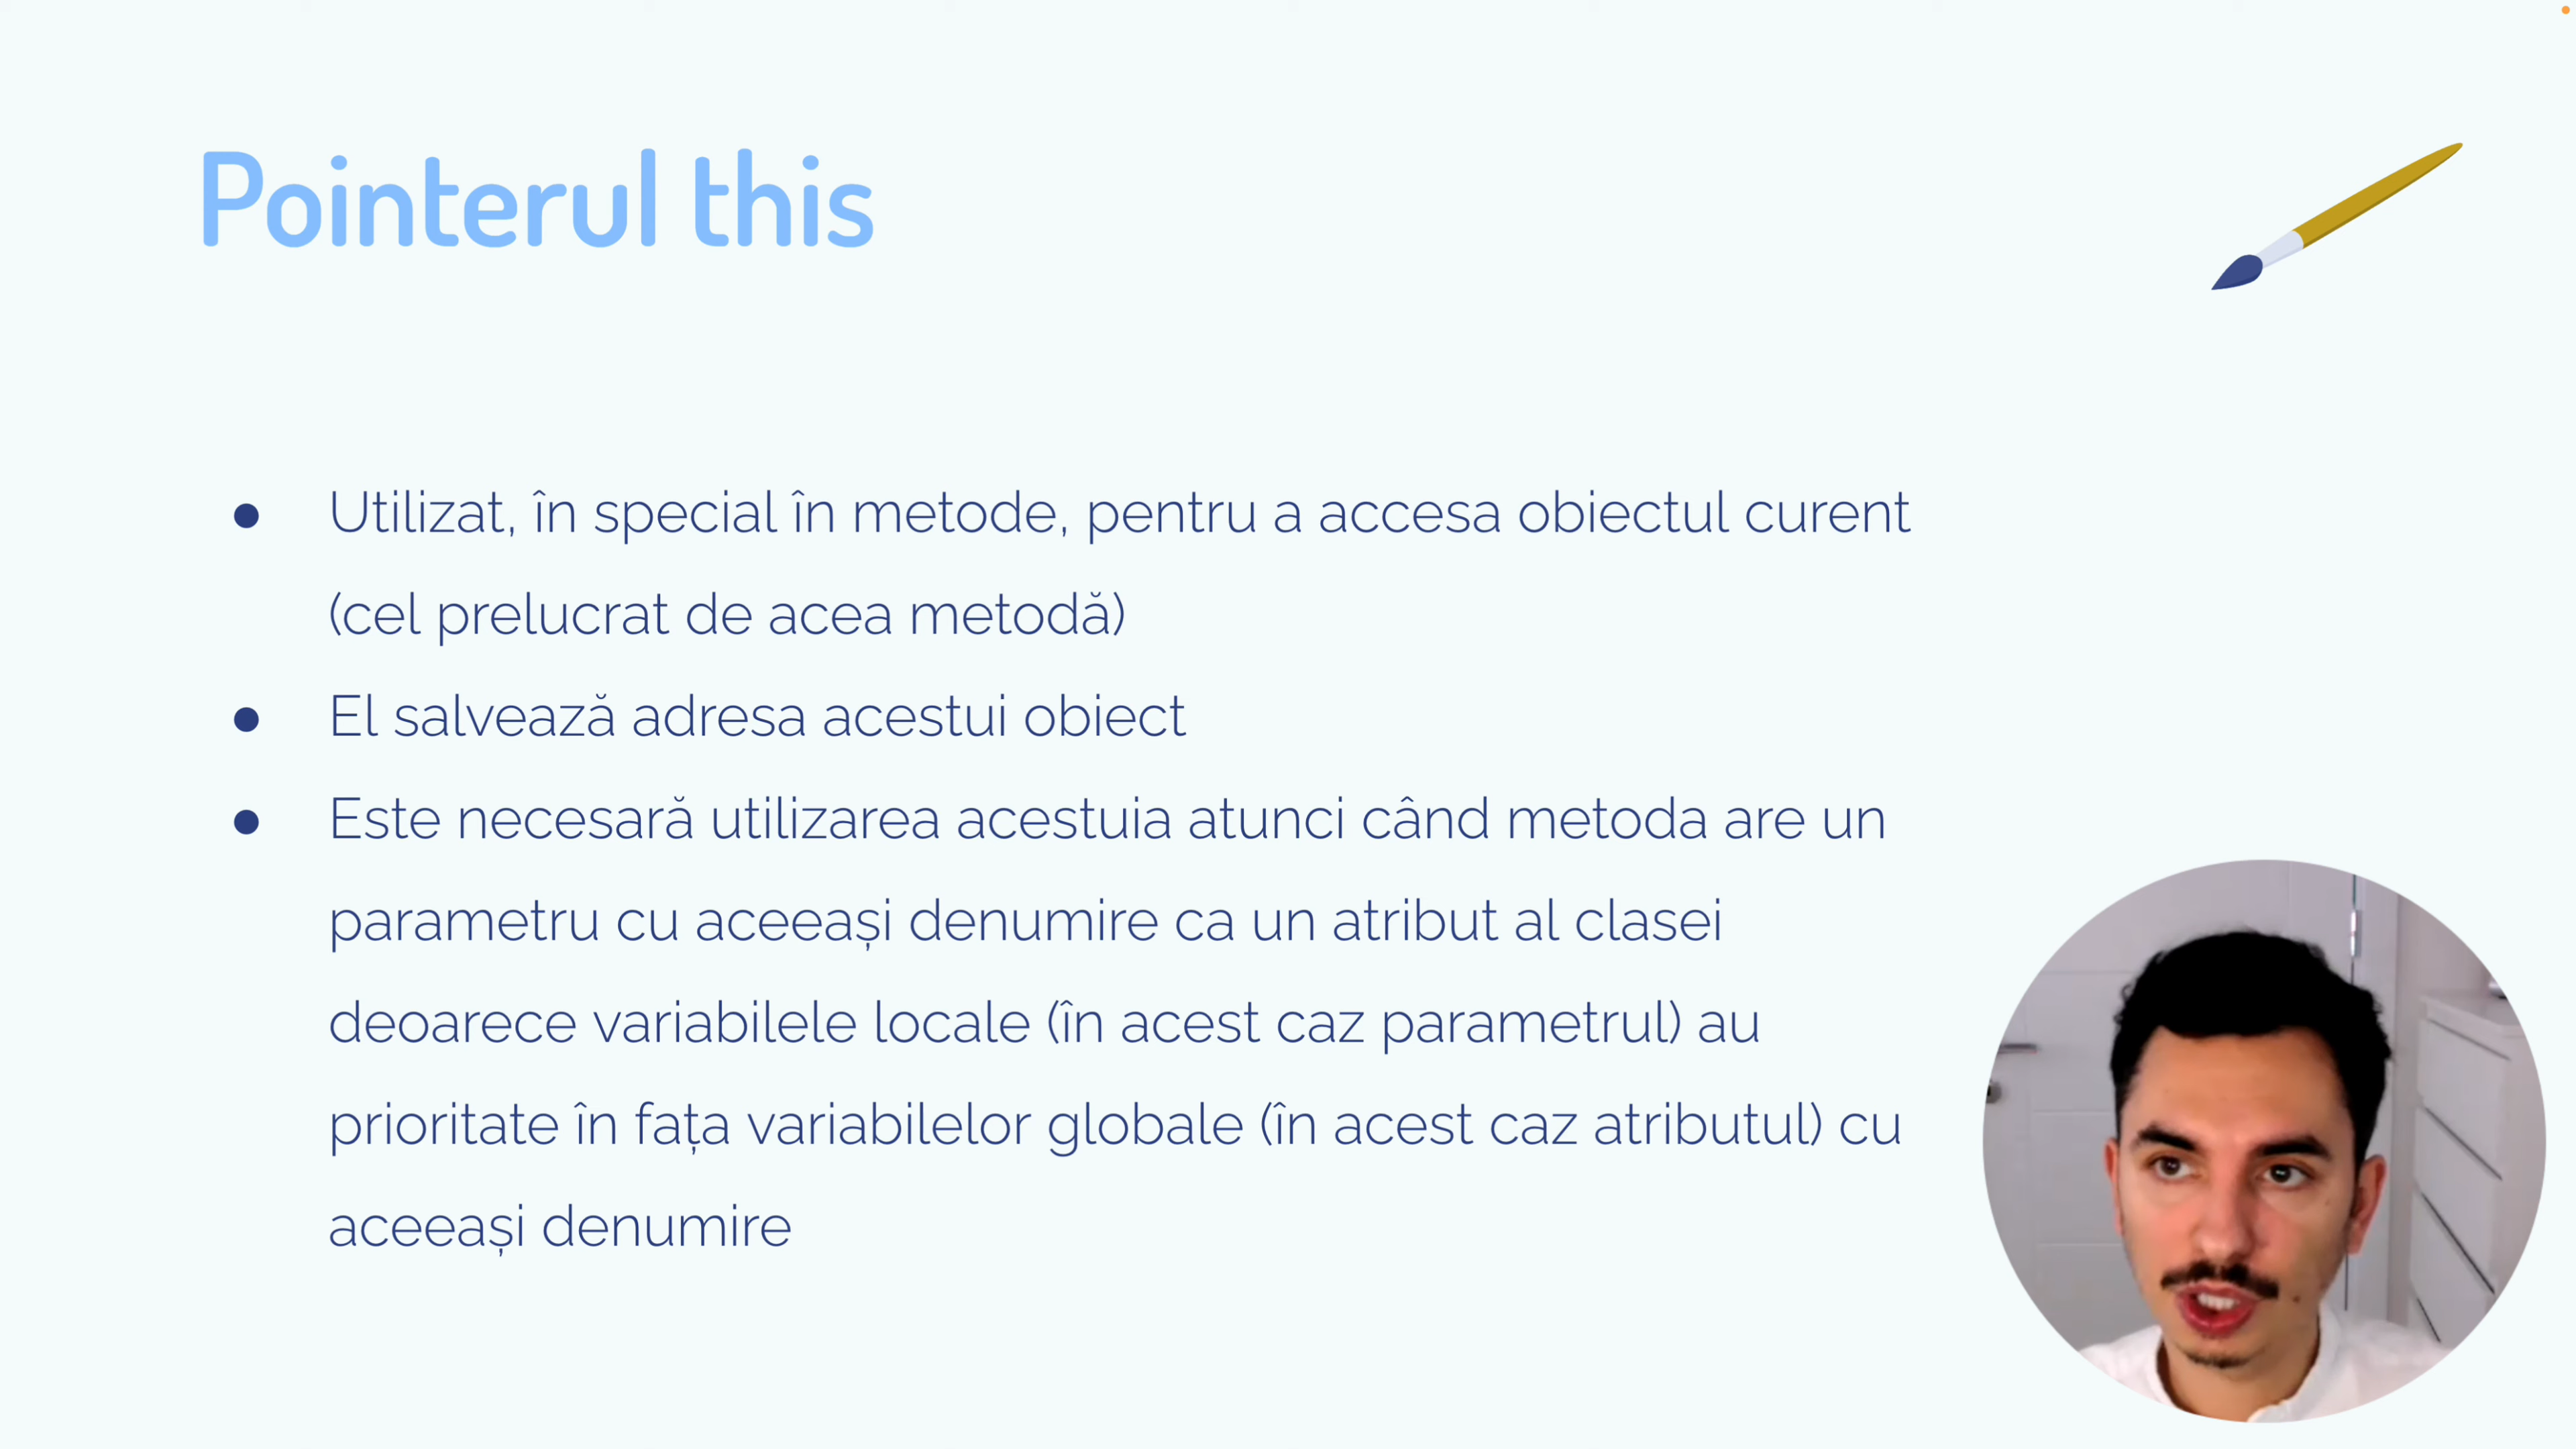 Pointerul this
● Utilizat, în special în metode, pentru a accesa obiectul curent
(cel prelucrat de acea metodă)
● El salvează adresa acestui obiect
● Este necesară utilizarea acestuia atunci când metoda are un
parametru cu aceeași denumire ca un atribut al clasei
deoarece variabilele locale (în acest caz parametrul) au
prioritate în fața variabilelor globale (în acest caz atributul) cu
aceeași denumire